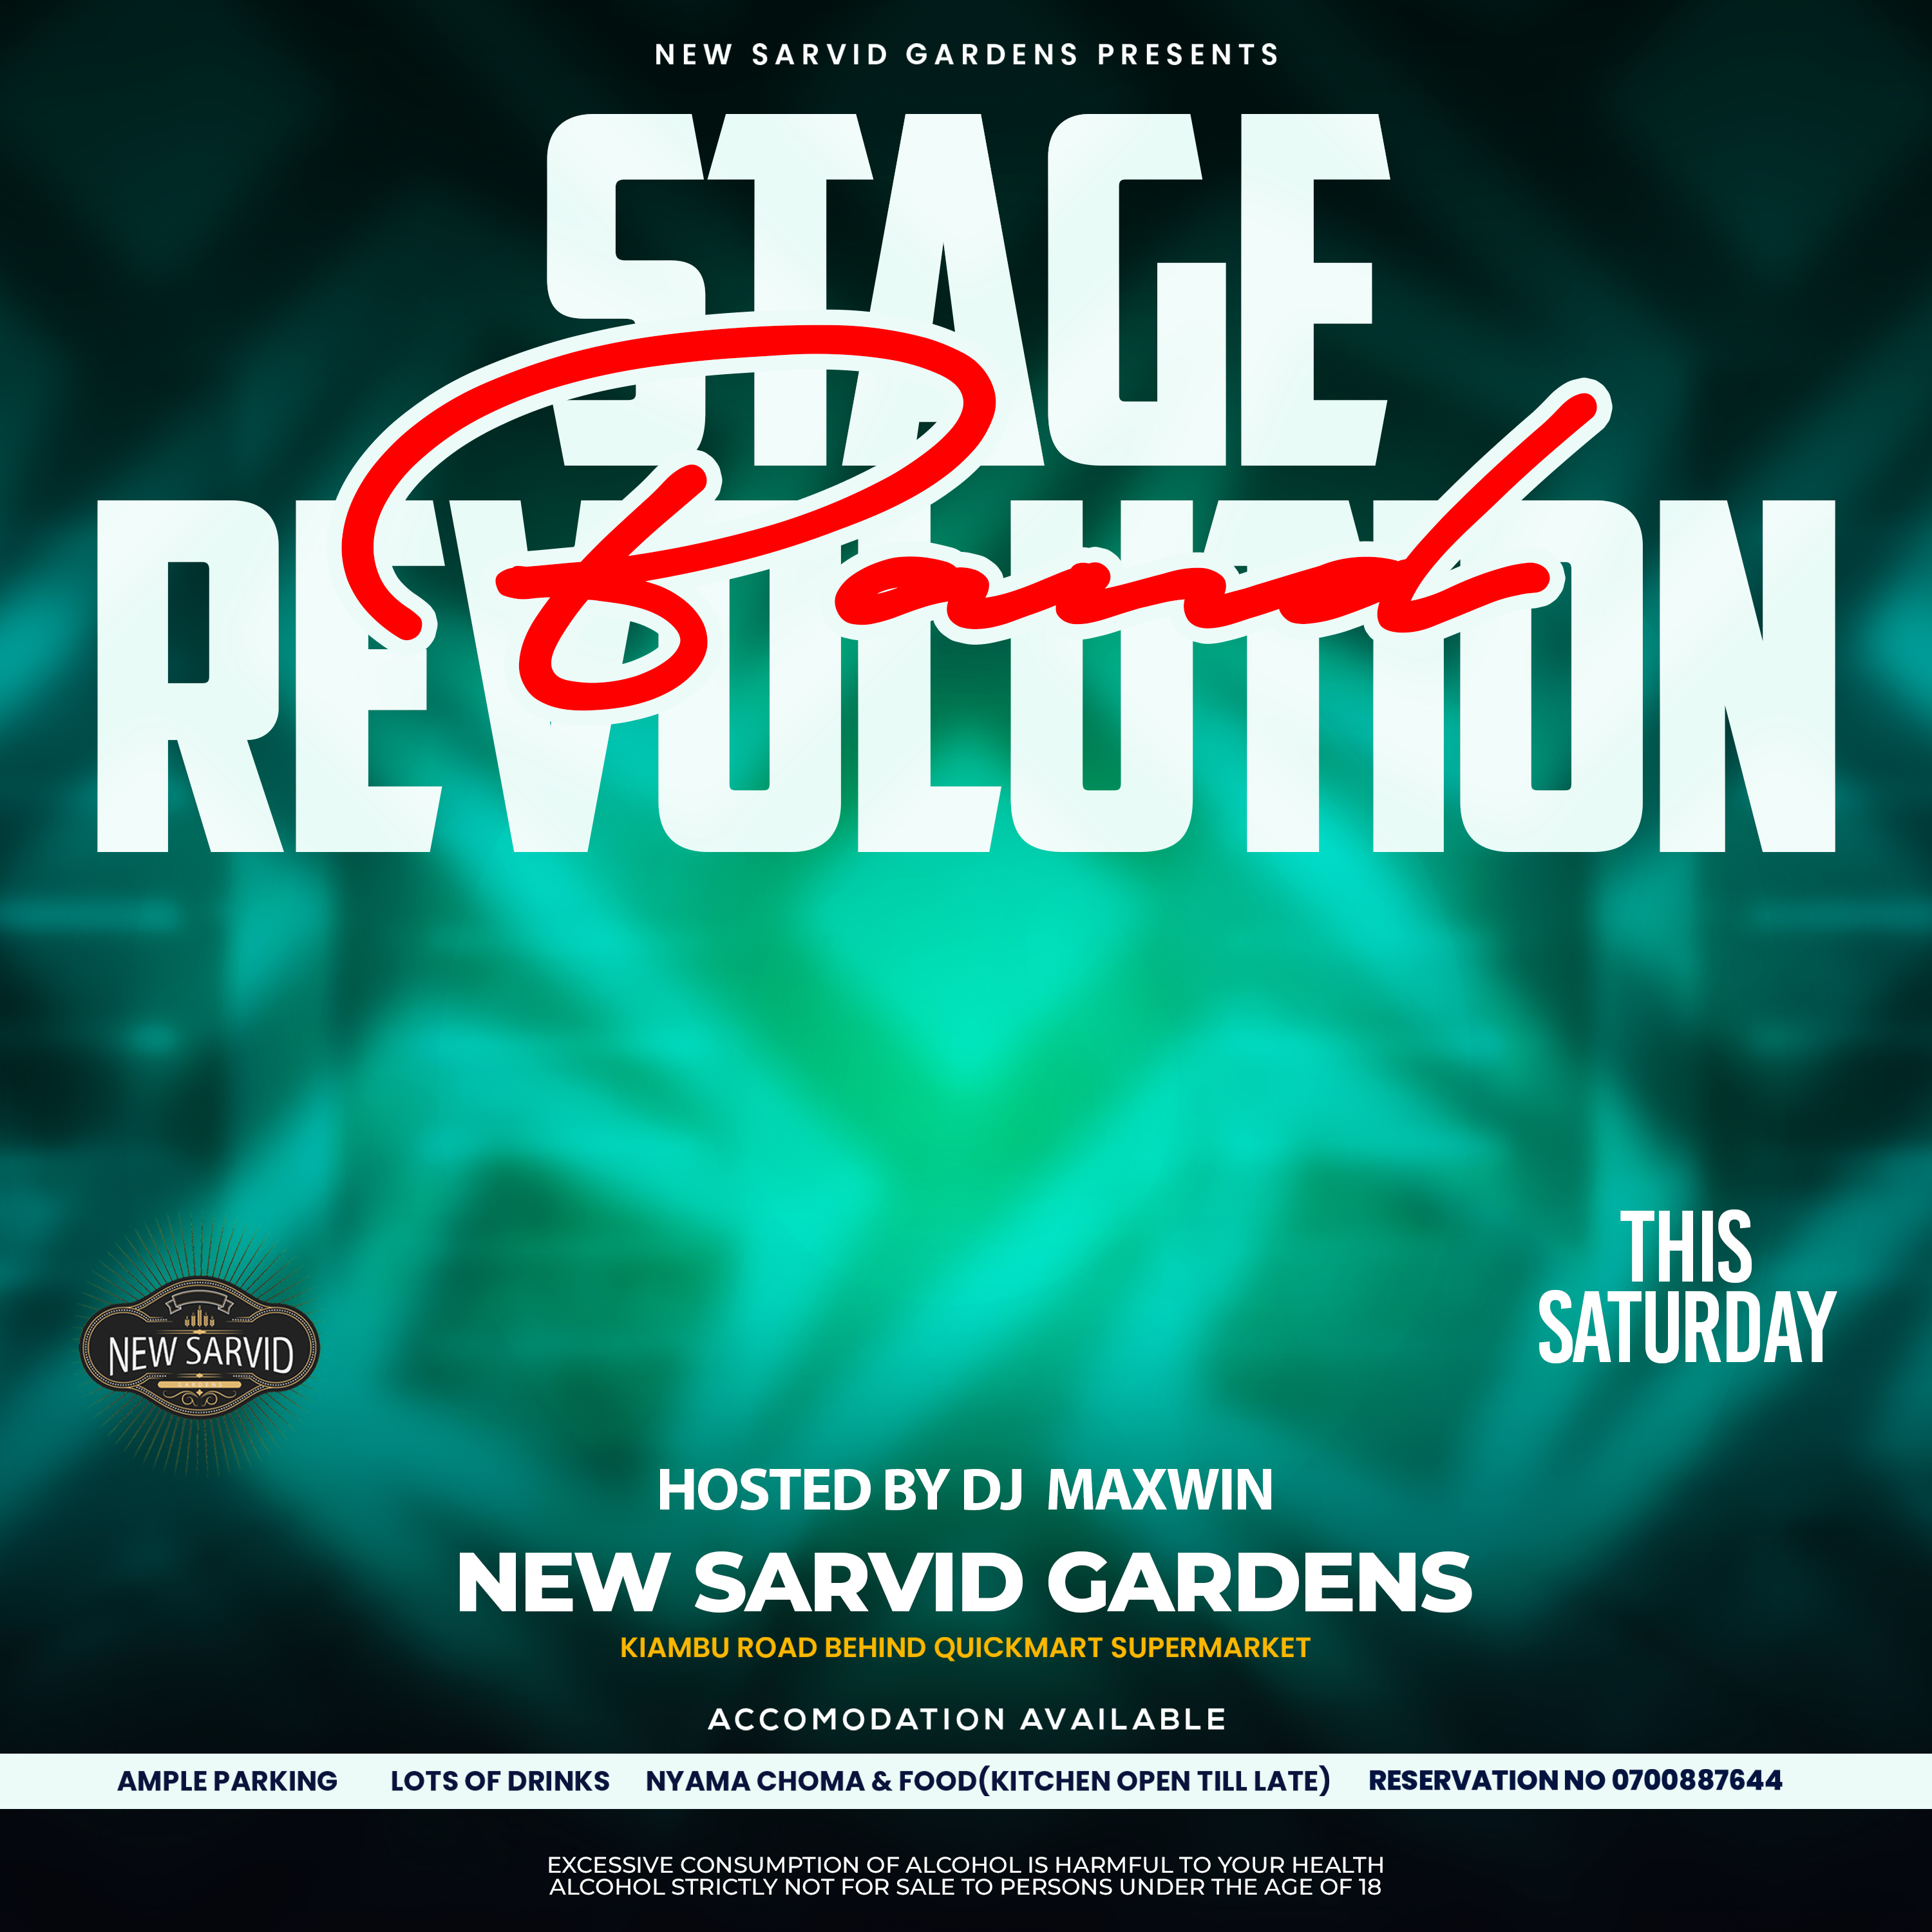 NEW SARVID GARDENS PRESENTS
STAGE
REVOLUTION
Band
THIS
SATURDAY
NEW SARVID
HOSTED BY DJ MAXWIN
NEW SARVID GARDENS
KIAMBU ROAD BEHIND QUICKMART SUPERMARKET
ACCOMODATION AVAILABLE
AMPLE PARKING LOTS OF DRINKS NYAMA CHOMA & FOOD(KITCHEN OPEN TILL LATE) RESERVATION NO 0700887644
EXCESSIVE CONSUMPTION OF ALCOHOL IS HARMFUL TO YOUR HEALTH
ALCOHOL STRICTLY NOT FOR SALE TO PERSONS UNDER THE AGE OF 18